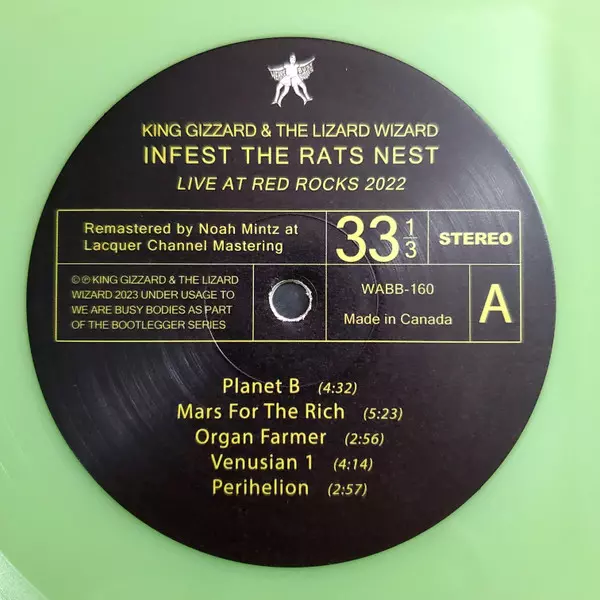 KING GIZZARD & THE LIZARD WIZARD
INFEST THE RATS NEST
LIVE AT RED ROCKS 2022
Remastered by Noah Mintz at
Lacquer Channel Mastering
33 1/3
STEREO
© ℗ KING GIZZARD & THE LIZARD
WIZARD 2023 UNDER USAGE TO
WE ARE BUSY BODIES AS PART
OF THE BOOTLEGGER SERIES
WABB-160
Made in Canada
A
Planet B (4:32)
Mars For The Rich (5:23)
Organ Farmer (2:56)
Venusian 1 (4:14)
Perihelion (2:57)